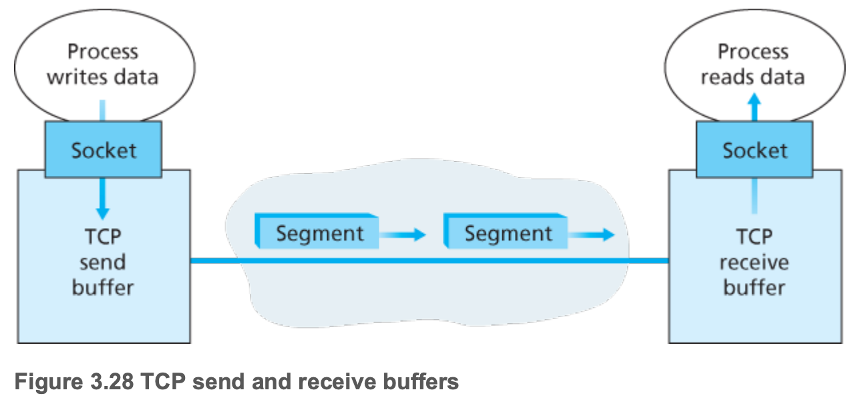 Process
writes data
Process
reads data
Socket
Socket
Segment
Segment
TCP
send
buffer
TCP
receive
buffer
Figure 3.28 TCP send and receive buffers